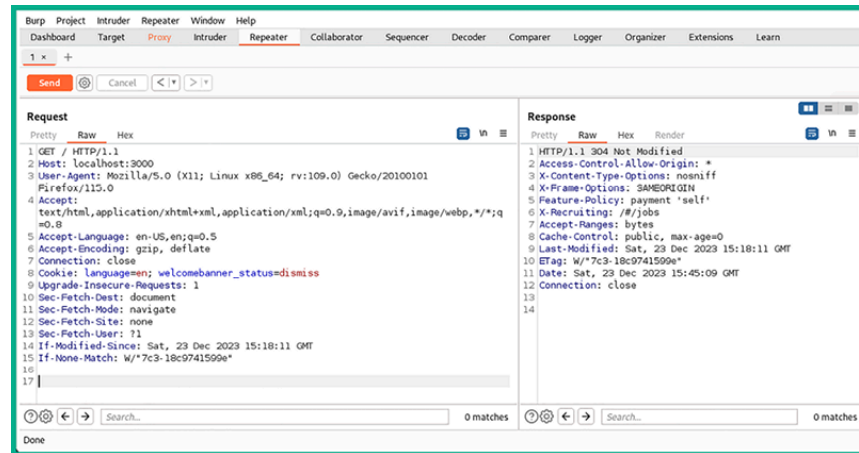 Burp Project Intruder Repeater Window Help
Dashboard Target Proxy Intruder Repeater Collaborator Sequencer Decoder Comparer Logger Organizer Extensions Learn
1 × +
Send Cancel < >
Request
Pretty Raw Hex \n
1 GET / HTTP/1.1
2 Host: localhost:3000
3 User-Agent: Mozilla/5.0 (X11; Linux x86_64; rv:109.0) Gecko/20100101
Firefox/115.0
4 Accept:
text/html,application/xhtml+xml,application/xml;q=0.9,image/avif,image/webp,*/*;q
=0.8
5 Accept-Language: en-US,en;q=0.5
6 Accept-Encoding: gzip, deflate
7 Connection: close
8 Cookie: language=en; welcomebanner_status=dismiss
9 Upgrade-Insecure-Requests: 1
10 Sec-Fetch-Dest: document
11 Sec-Fetch-Mode: navigate
12 Sec-Fetch-Site: none
13 Sec-Fetch-User: ?1
14 If-Modified-Since: Sat, 23 Dec 2023 15:18:11 GMT
15 If-None-Match: W/"7c3-18c9741599e"
16
17
Search... 0 matches
Response
Pretty Raw Hex Render \n
1 HTTP/1.1 304 Not Modified
2 Access-Control-Allow-Origin: *
3 X-Content-Type-Options: nosniff
4 X-Frame-Options: SAMEORIGIN
5 Feature-Policy: payment 'self'
6 X-Recruiting: /#/jobs
7 Accept-Ranges: bytes
8 Cache-Control: public, max-age=0
9 Last-Modified: Sat, 23 Dec 2023 15:18:11 GMT
10 ETag: W/"7c3-18c9741599e"
11 Date: Sat, 23 Dec 2023 15:45:09 GMT
12 Connection: close
13
14
Search... 0 matches
Done